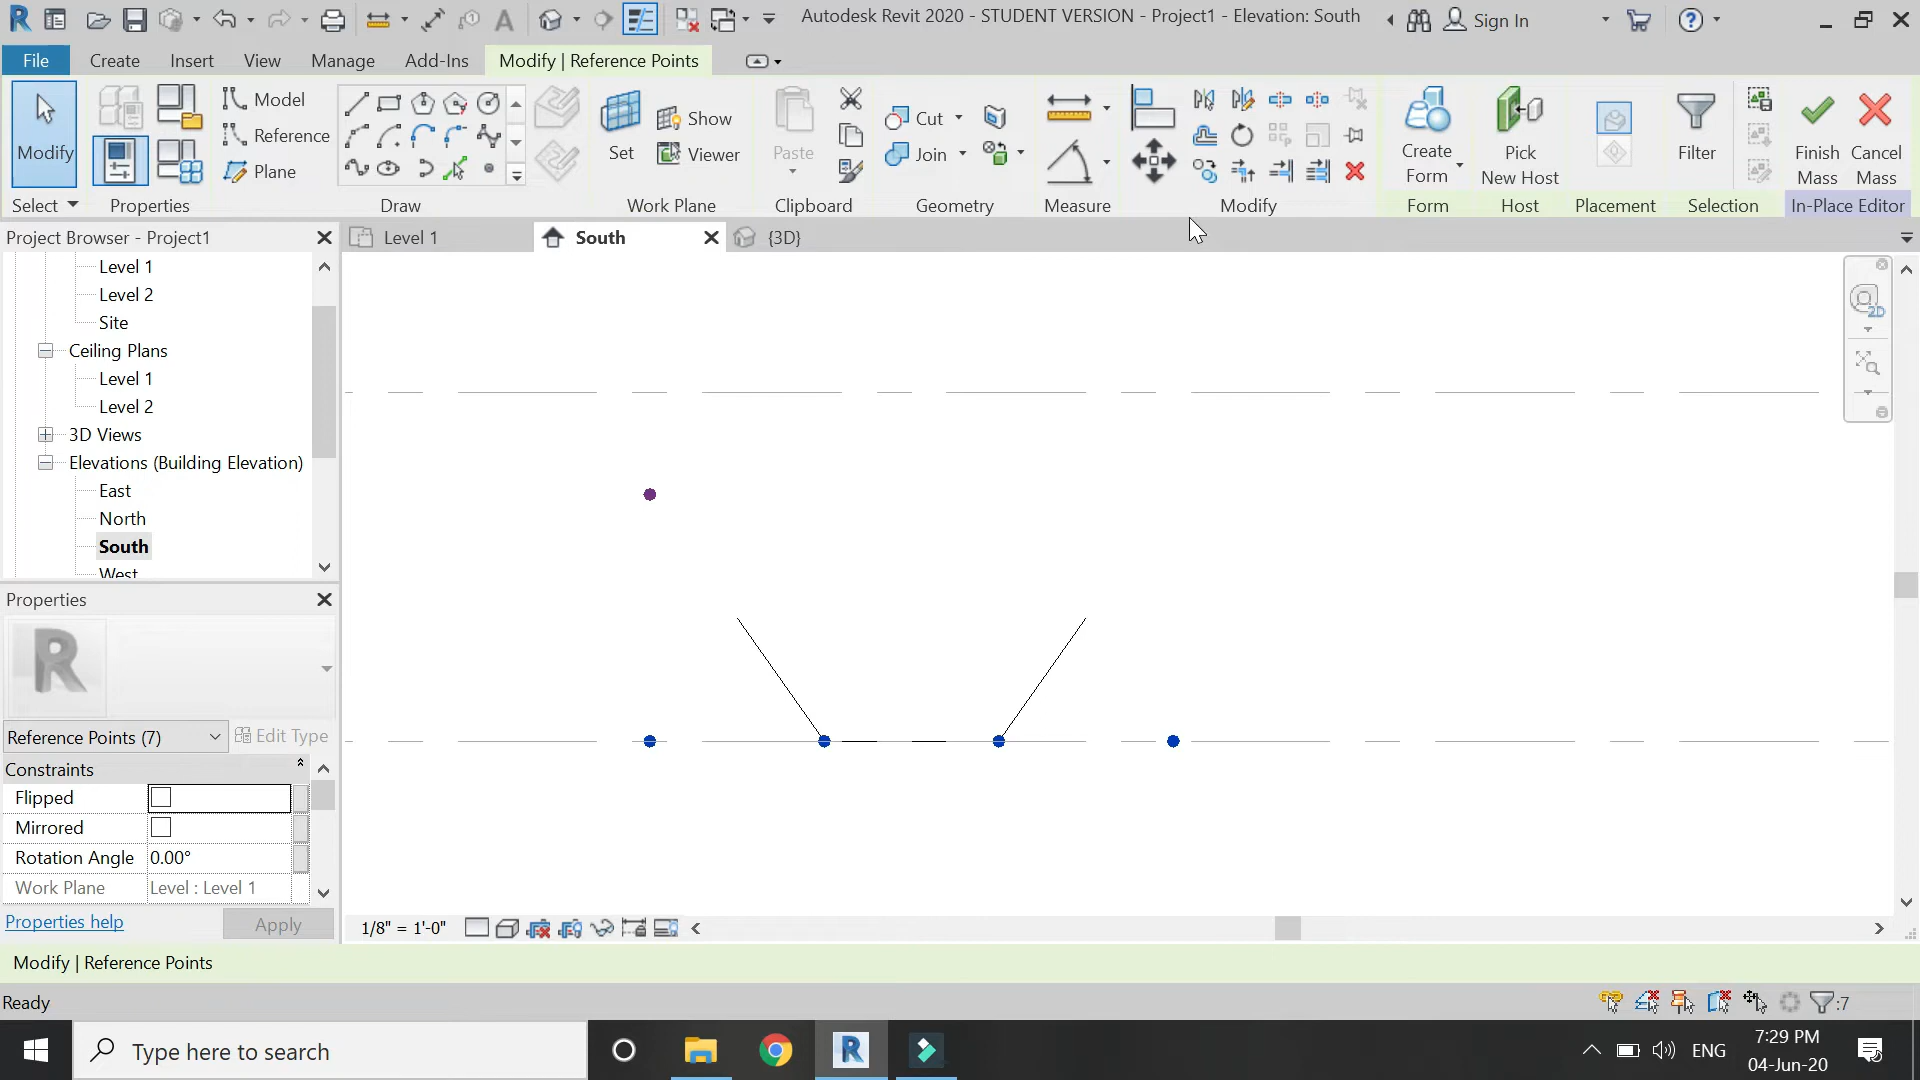 Autodesk Revit 2020 - STUDENT VERSION - Project1 - Elevation: South
Sign In
File Create Insert View Manage Add-Ins Modify | Reference Points
Modify
Select
Properties
Model
Reference
Plane
Draw
Set
Show
Viewer
Work Plane
Paste
Clipboard
Cut
Join
Geometry
Measure
Modify
Create
Form
Form
Pick
New Host
Host
Placement
Filter
Selection
Finish
Mass
Cancel
Mass
In-Place Editor
Project Browser - Project1
Level 1
South
{3D}
Level 1
Level 2
Site
Ceiling Plans
Level 1
Level 2
3D Views
Elevations (Building Elevation)
East
North
South
West
Properties
R
Reference Points (7)
Edit Type
Constraints
Flipped
Mirrored
Rotation Angle 0.00°
Work Plane Level : Level 1
Properties help
Apply
1/8" = 1'-0"
2D
Modify | Reference Points
Ready
:7
Type here to search
ENG
7:29 PM
04-Jun-20